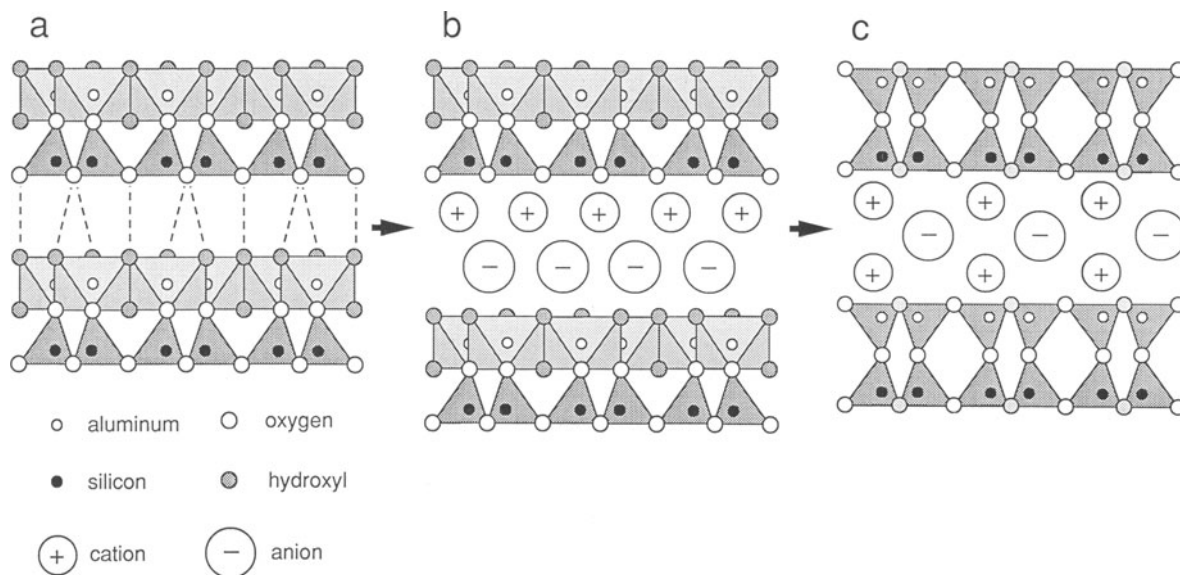 a
b
c
aluminum
oxygen
silicon
hydroxyl
+ cation
− anion